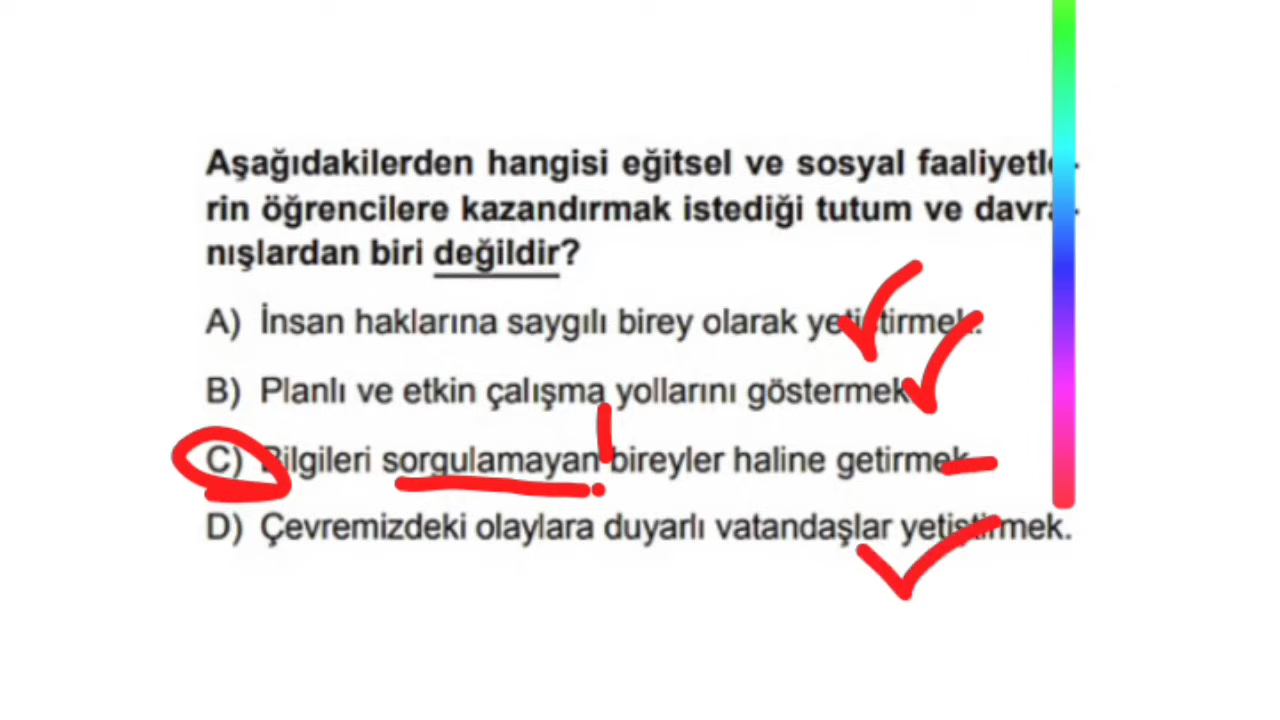 Aşağıdakilerden hangisi eğitsel ve sosyal faaliyetle-
rin öğrencilere kazandırmak istediği tutum ve davra-
nışlardan biri değildir?
A) İnsan haklarına saygılı birey olarak yetiştirmek.
B) Planlı ve etkin çalışma yollarını göstermek.
C) Bilgileri sorgulamayan bireyler haline getirmek
D) Çevremizdeki olaylara duyarlı vatandaşlar yetiştirmek.